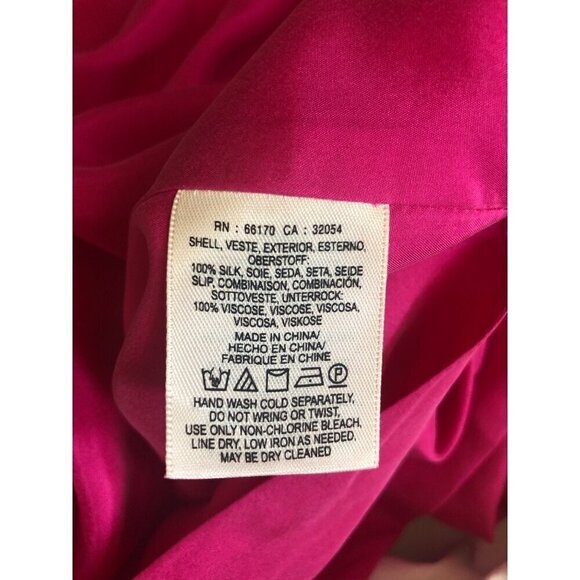 RN : 66170 CA : 32054
SHELL, VESTE, EXTERIOR, ESTERNO,
OBERSTOFF:
100% SILK, SOIE, SEDA, SETA, SEIDE
SLIP, COMBINAISON, COMBINACIÓN,
SOTTOVESTE, UNTERROCK:
100% VISCOSE, VISCOSE, VISCOSA,
VISCOSA, VISKOSE
MADE IN CHINA/
HECHO EN CHINA/
FABRIQUE EN CHINE
HAND WASH COLD SEPARATELY,
DO NOT WRING OR TWIST,
USE ONLY NON-CHLORINE BLEACH,
LINE DRY, LOW IRON AS NEEDED.
MAY BE DRY CLEANED